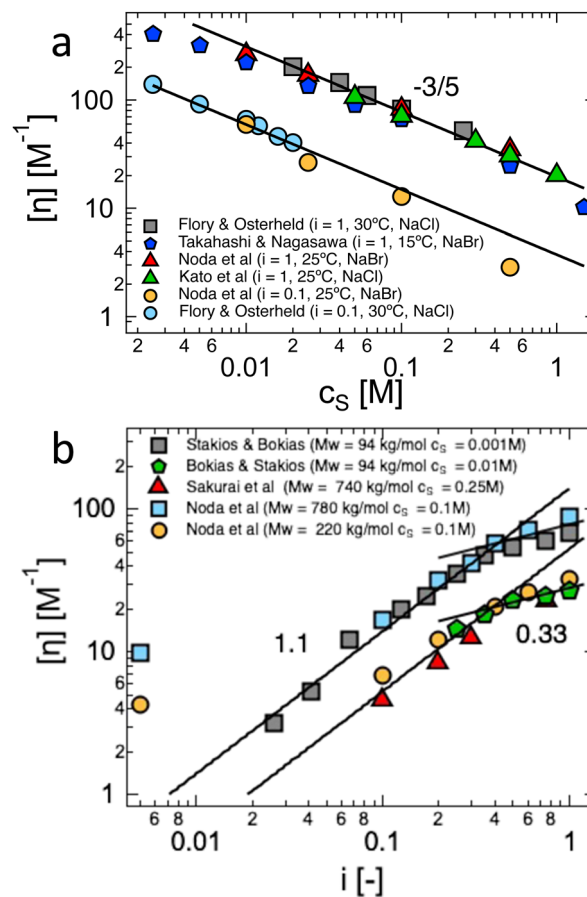 a
4
2
100
4
2
10
4
2
1
[η] [M⁻¹]
-3/5
Flory & Osterheld (i = 1, 30ºC, NaCl)
Takahashi & Nagasawa (i = 1, 15ºC, NaBr)
Noda et al (i = 1, 25ºC, NaBr)
Kato et al (i = 1, 25ºC, NaCl)
Noda et al (i = 0.1, 25ºC, NaBr)
Flory & Osterheld (i = 0.1, 30ºC, NaCl)
4 6 0.01 2 4 6 0.1 2 4 6 1
c_S [M]
b
2
100
4
2
10
4
2
1
[η] [M⁻¹]
Stakios & Bokias (Mw = 94 kg/mol c_S = 0.001M)
Bokias & Stakios (Mw = 94 kg/mol c_S = 0.01M)
Sakurai et al (Mw = 740 kg/mol c_S = 0.25M)
Noda et al (Mw = 780 kg/mol c_S = 0.1M)
Noda et al (Mw = 220 kg/mol c_S = 0.1M)
1.1
0.33
6 8 0.01 2 4 6 8 0.1 2 4 6 8 1
i [-]